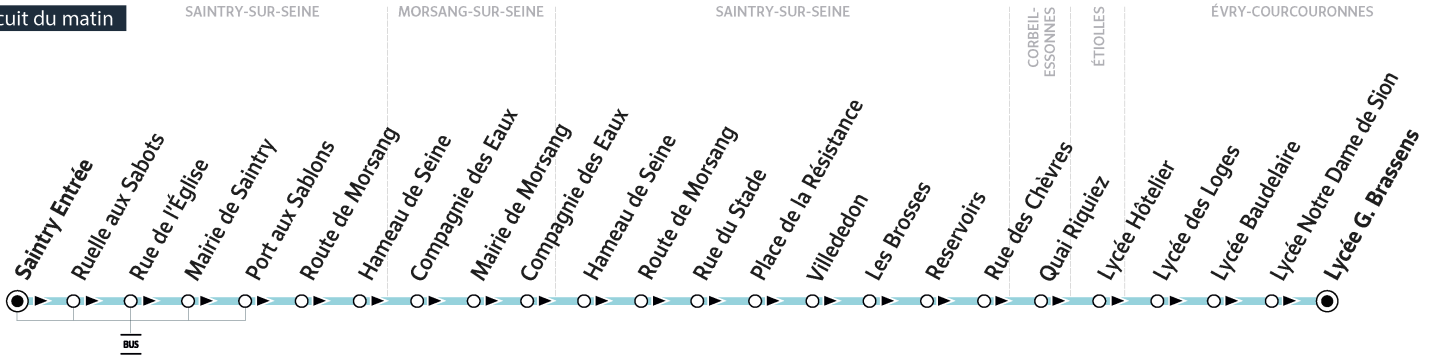 cuit du matin
SAINTRY-SUR-SEINE
MORSANG-SUR-SEINE
SAINTRY-SUR-SEINE
CORBEIL-
ESSONNES
ÉTIOLLES
ÉVRY-COURCOURONNES
Saintry Entrée
Ruelle aux Sabots
Rue de l'Église
Mairie de Saintry
Port aux Sablons
Route de Morsang
Hameau de Seine
Compagnie des Eaux
Mairie de Morsang
Compagnie des Eaux
Hameau de Seine
Route de Morsang
Rue du Stade
Place de la Résistance
Villededon
Les Brosses
Reservoirs
Rue des Chèvres
Quai Riquiez
Lycée Hôtelier
Lycée des Loges
Lycée Baudelaire
Lycée Notre Dame de Sion
Lycée G. Brassens
BUS